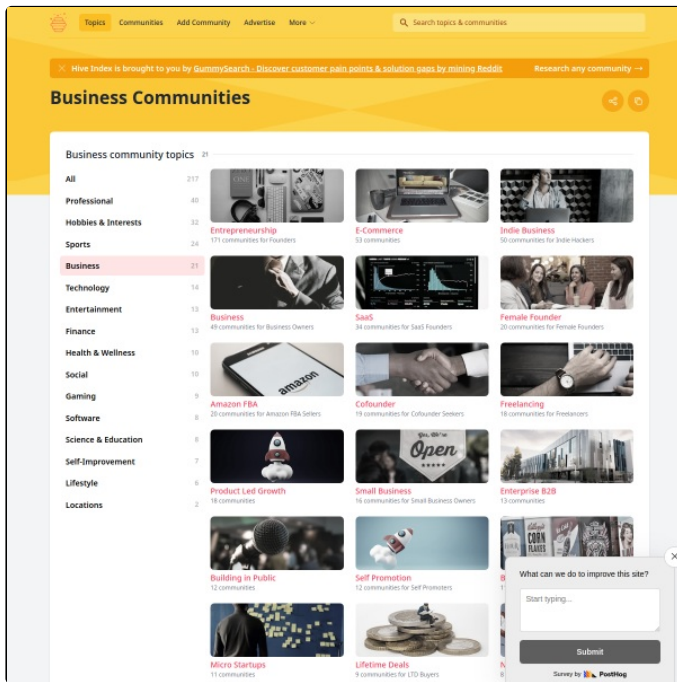 Topics Communities Add Community Advertise More
Search topics & communities
Hive Index is brought to you by GummySearch - Discover customer pain points & solution gaps by mining Reddit Research any community →
Business Communities
Business community topics 21
All 217
Professional 40
Hobbies & Interests 32
Sports 24
Business 21
Technology 14
Entertainment 13
Finance 12
Health & Wellness 10
Social 10
Gaming 9
Software 8
Science & Education 8
Self-Improvement 7
Lifestyle 6
Locations 2
Entrepreneurship
171 communities for Founders
E-Commerce
53 communities
Indie Business
50 communities for Indie Hackers
Business
49 communities for Business Owners
SaaS
34 communities for SaaS Founders
Female Founder
20 communities for Female Founders
amazon
Amazon FBA
20 communities for Amazon FBA Sellers
Cofounder
19 communities for Cofounder Seekers
Freelancing
18 communities for Freelancers
Product Led Growth
18 communities
Yes, We're
Open
Small Business
16 communities for Small Business Owners
Enterprise B2B
13 communities
Building in Public
12 communities
Self Promotion
12 communities for Self Promoters
CORN
FLAKES
B
Micro Startups
11 communities
Lifetime Deals
9 communities for LTD Buyers
N
8
What can we do to improve this site?
Start typing...
Submit
Survey by PostHog